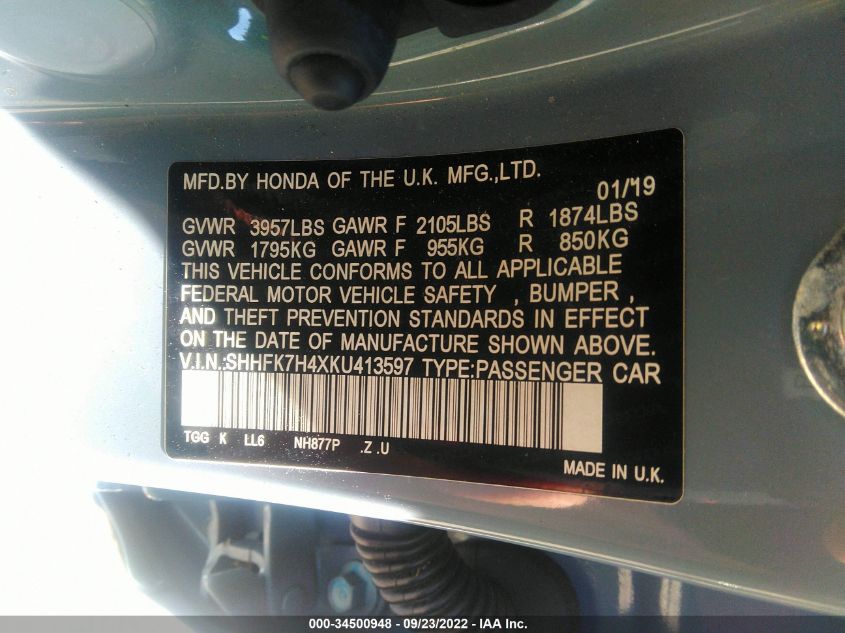 MFD.BY HONDA OF THE U.K. MFG.,LTD.
01/'19
GVWR 3957LBS GAWR F 2105LBS R 1874LBS
GVWR 1795KG GAWR F 955KG R 850KG
THIS VEHICLE CONFORMS TO ALL APPLICABLE
FEDERAL MOTOR VEHICLE SAFETY , BUMPER ,
AND THEFT PREVENTION STANDARDS IN EFFECT
ON THE DATE OF MANUFACTURE SHOWN ABOVE.
V.I.N.:SHHFK7H4XKU413597 TYPE:PASSENGER CAR
TGG K LL6 NH877P .Z .U
MADE IN U.K.
000-34500948 - 09/23/2022 - IAA Inc.